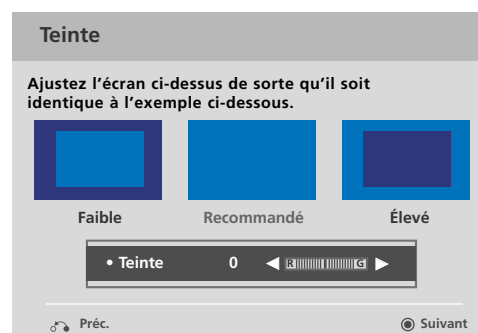 Teinte
Ajustez l'écran ci-dessus de sorte qu'il soit
identique à l'exemple ci-dessous.
Faible Recommandé Élevé
• Teinte 0 ◀ R G ▶
Préc. Suivant